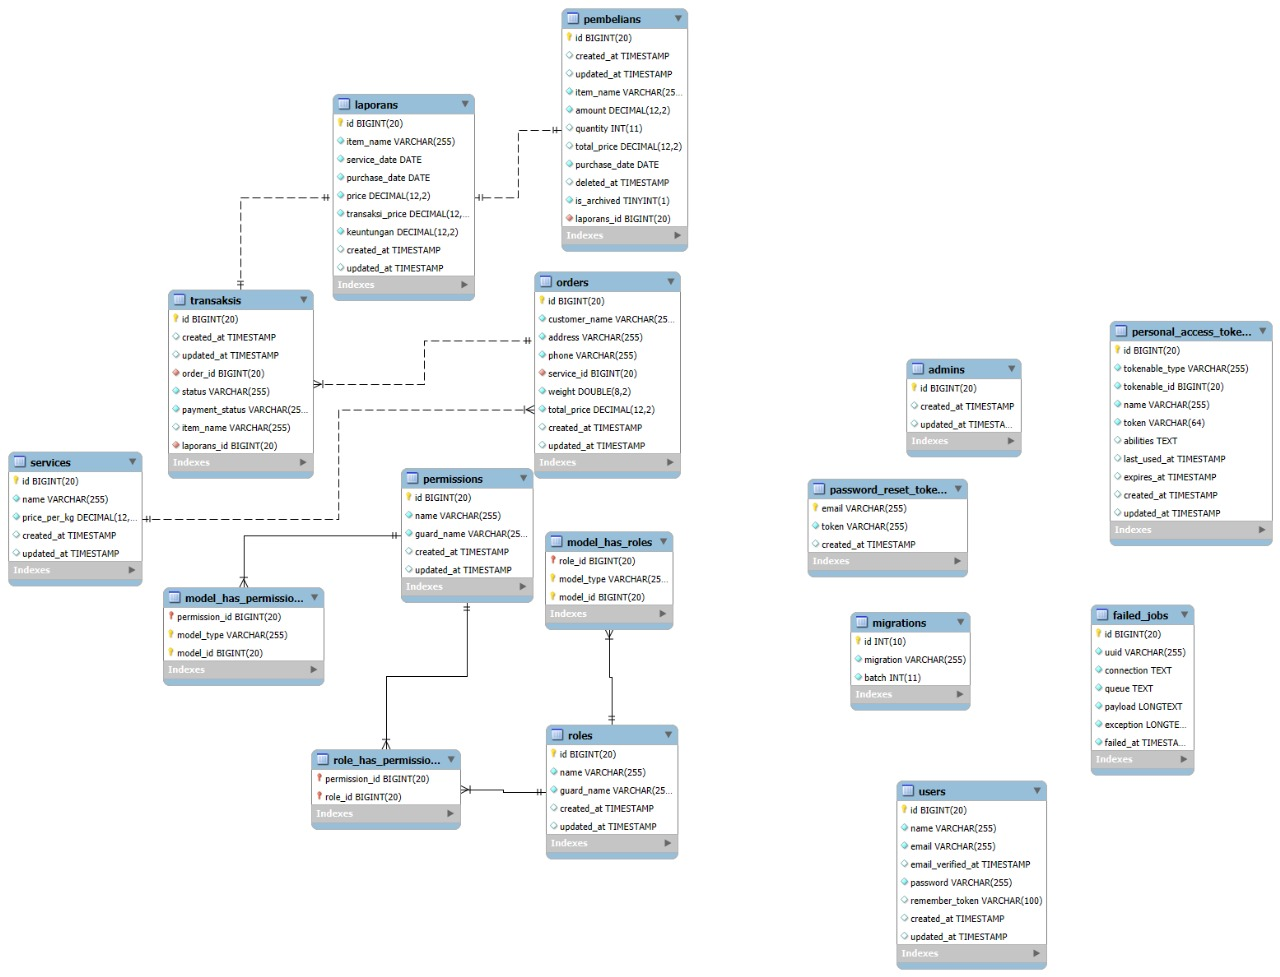 pembelians
id BIGINT(20)
created_at TIMESTAMP
updated_at TIMESTAMP
item_name VARCHAR(25...
amount DECIMAL(12,2)
quantity INT(11)
total_price DECIMAL(12,2)
purchase_date DATE
deleted_at TIMESTAMP
is_archived TINYINT(1)
laporans_id BIGINT(20)
Indexes
laporans
id BIGINT(20)
item_name VARCHAR(255)
service_date DATE
purchase_date DATE
price DECIMAL(12,2)
transaksi_price DECIMAL(12,...
keuntungan DECIMAL(12,2)
created_at TIMESTAMP
updated_at TIMESTAMP
Indexes
orders
id BIGINT(20)
customer_name VARCHAR(25...
address VARCHAR(255)
phone VARCHAR(255)
service_id BIGINT(20)
weight DOUBLE(8,2)
total_price DECIMAL(12,2)
created_at TIMESTAMP
updated_at TIMESTAMP
Indexes
transaksis
id BIGINT(20)
created_at TIMESTAMP
updated_at TIMESTAMP
order_id BIGINT(20)
status VARCHAR(255)
payment_status VARCHAR(25...
item_name VARCHAR(255)
laporans_id BIGINT(20)
Indexes
personal_access_toke...
id BIGINT(20)
tokenable_type VARCHAR(255)
tokenable_id BIGINT(20)
name VARCHAR(255)
token VARCHAR(64)
abilities TEXT
last_used_at TIMESTAMP
expires_at TIMESTAMP
created_at TIMESTAMP
updated_at TIMESTAMP
Indexes
admins
id BIGINT(20)
created_at TIMESTAMP
updated_at TIMESTA...
Indexes
services
id BIGINT(20)
name VARCHAR(255)
price_per_kg DECIMAL(12,...
created_at TIMESTAMP
updated_at TIMESTAMP
Indexes
permissions
id BIGINT(20)
name VARCHAR(255)
guard_name VARCHAR(25...
created_at TIMESTAMP
updated_at TIMESTAMP
Indexes
password_reset_toke...
email VARCHAR(255)
token VARCHAR(255)
created_at TIMESTAMP
Indexes
model_has_roles
role_id BIGINT(20)
model_type VARCHAR(25...
model_id BIGINT(20)
Indexes
model_has_permissio...
permission_id BIGINT(20)
model_type VARCHAR(255)
model_id BIGINT(20)
Indexes
migrations
id INT(10)
migration VARCHAR(255)
batch INT(11)
Indexes
failed_jobs
id BIGINT(20)
uuid VARCHAR(255)
connection TEXT
queue TEXT
payload LONGTEXT
exception LONGTE...
failed_at TIMESTA...
Indexes
roles
id BIGINT(20)
name VARCHAR(255)
guard_name VARCHAR(25...
created_at TIMESTAMP
updated_at TIMESTAMP
Indexes
role_has_permissio...
permission_id BIGINT(20)
role_id BIGINT(20)
Indexes
users
id BIGINT(20)
name VARCHAR(255)
email VARCHAR(255)
email_verified_at TIMESTAMP
password VARCHAR(255)
remember_token VARCHAR(100)
created_at TIMESTAMP
updated_at TIMESTAMP
Indexes